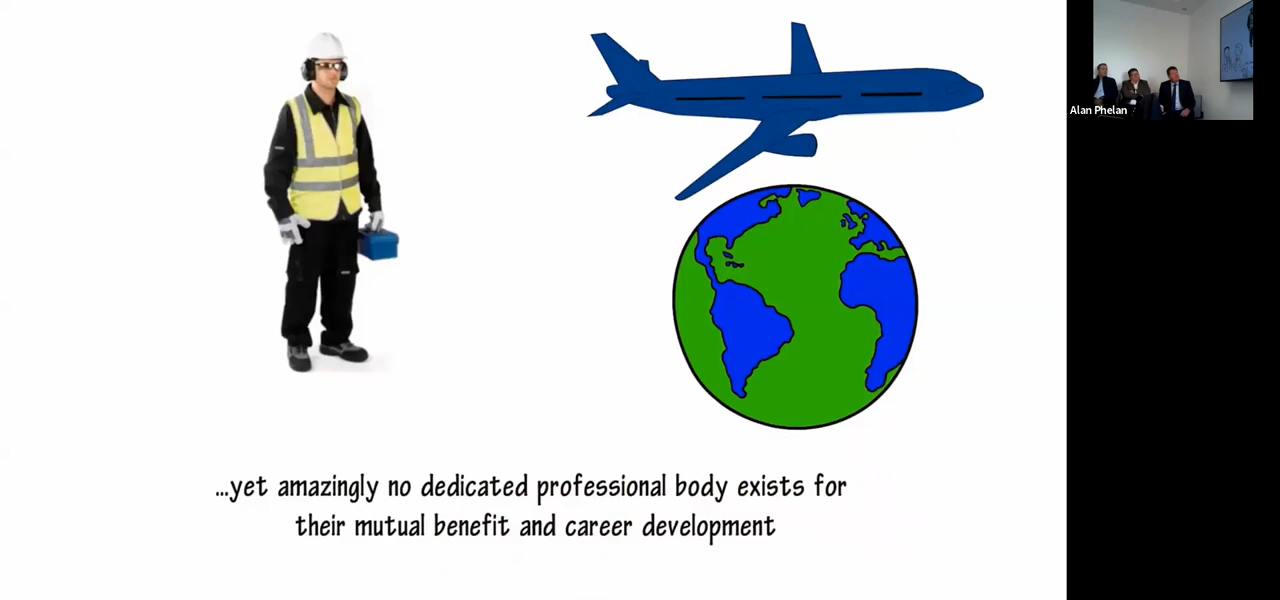 Alan Phelan
...yet amazingly no dedicated professional body exists for
their mutual benefit and career development